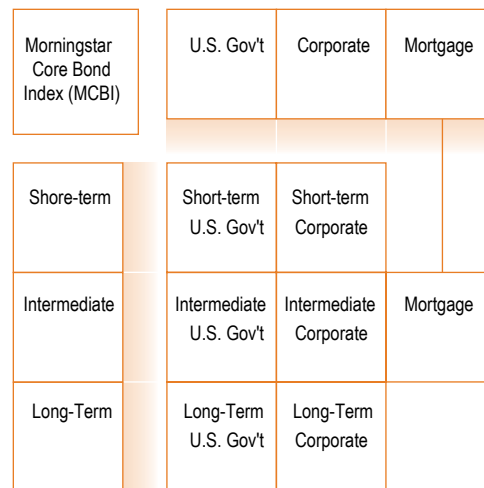 Morningstar
Core Bond
Index (MCBI)
U.S. Gov't
Corporate
Mortgage
Shore-term
Short-term
U.S. Gov't
Short-term
Corporate
Intermediate
Intermediate
U.S. Gov't
Intermediate
Corporate
Mortgage
Long-Term
Long-Term
U.S. Gov't
Long-Term
Corporate